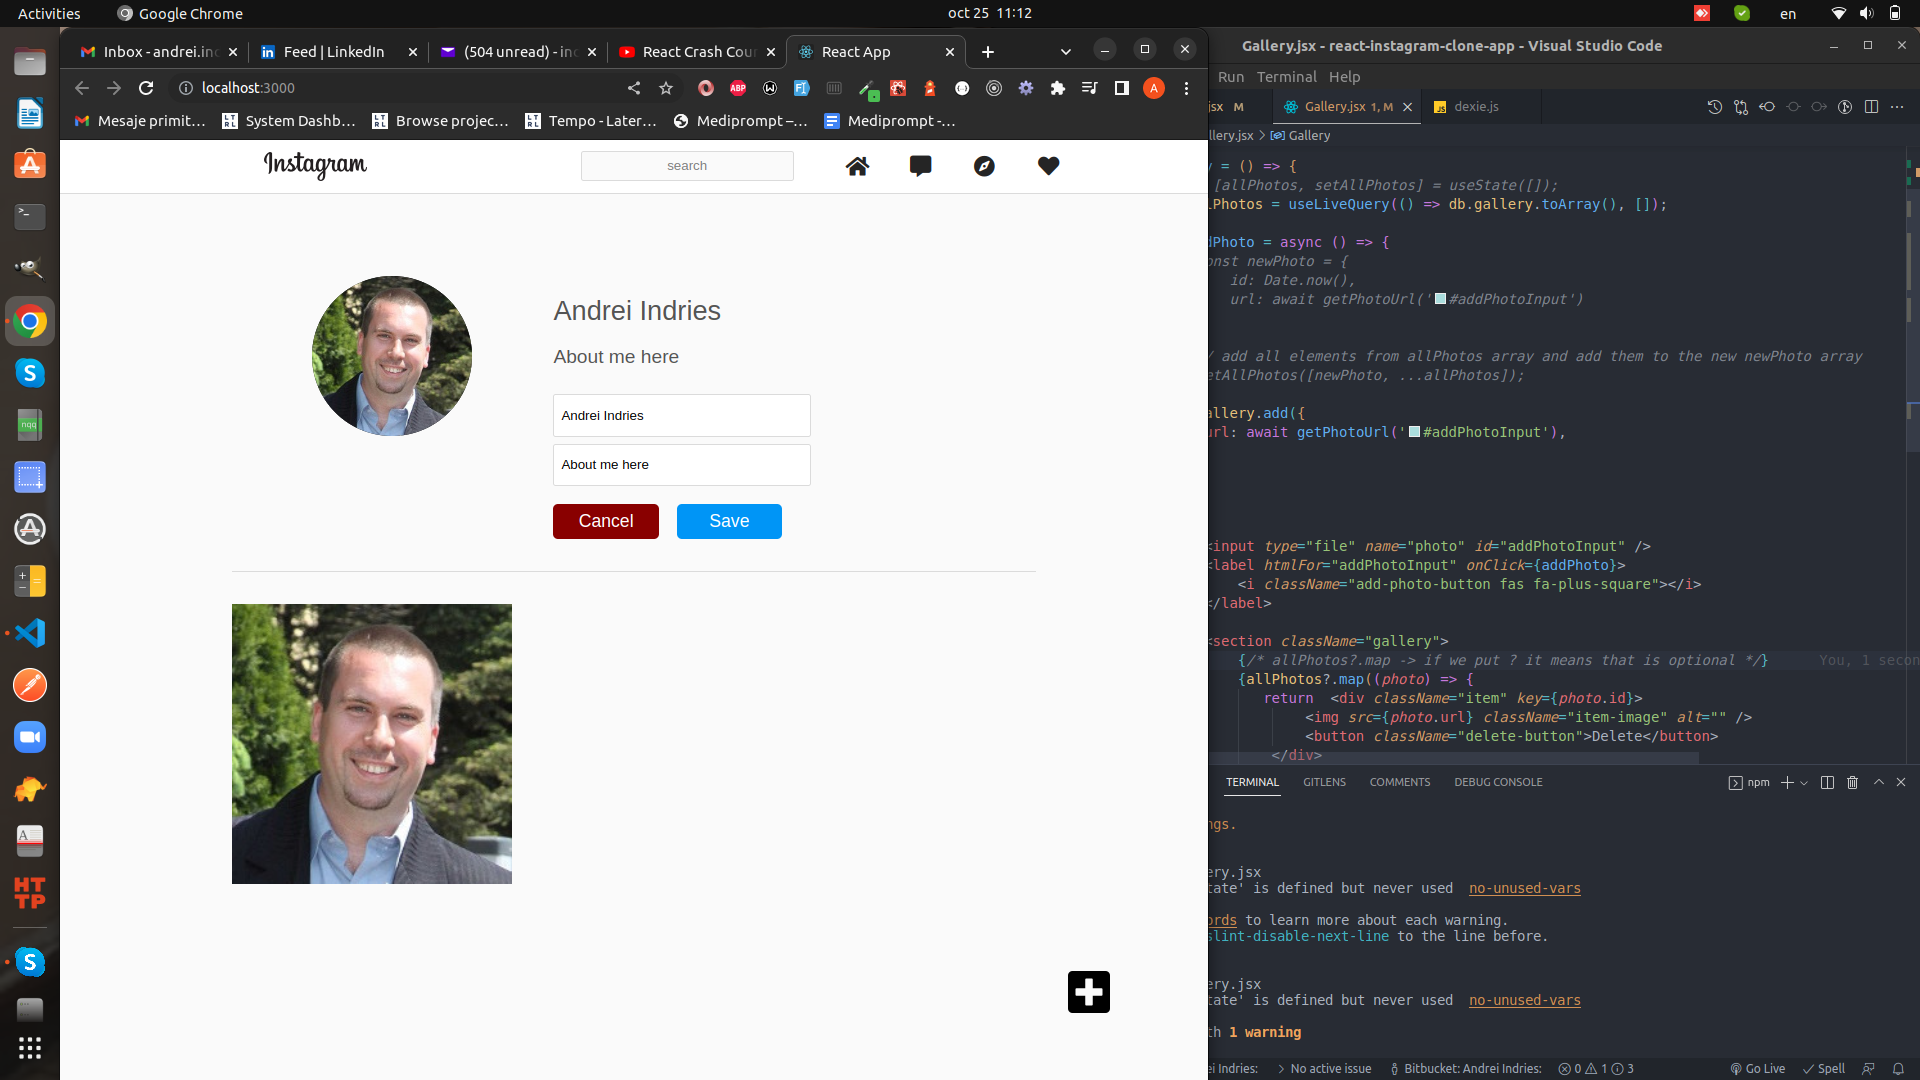 Activities
Google Chrome
oct 25 11:12
en
Inbox - andrei.in
Feed | LinkedIn
(504 unread) - in
React Crash Cour
React App
localhost:3000
ABP
A
Mesaje primit…
LTRL System Dashb…
LTRL Browse projec…
LTRL Tempo - Later…
Mediprompt –…
Mediprompt -…
Instagram
search
Andrei Indries
About me here
Andrei Indries
About me here
Cancel
Save
nqq
HTTP
Gallery.jsx - react-instagram-clone-app - Visual Studio Code
Run Terminal Help
jsx M
Gallery.jsx 1, M
JS dexie.js
llery.jsx > Gallery
y = () => {
[allPhotos, setAllPhotos] = useState([]);
lPhotos = useLiveQuery(() => db.gallery.toArray(), []);
dPhoto = async () => {
onst newPhoto = {
id: Date.now(),
url: await getPhotoUrl('#addPhotoInput')
/ add all elements from allPhotos array and add them to the new newPhoto array
etAllPhotos([newPhoto, ...allPhotos]);
allery.add({
url: await getPhotoUrl('#addPhotoInput'),
<input type="file" name="photo" id="addPhotoInput" />
<label htmlFor="addPhotoInput" onClick={addPhoto}>
<i className="add-photo-button fas fa-plus-square"></i>
</label>
<section className="gallery">
{/* allPhotos?.map -> if we put ? it means that is optional */} You, 1 secon
{allPhotos?.map((photo) => {
return <div className="item" key={photo.id}>
<img src={photo.url} className="item-image" alt="" />
<button className="delete-button">Delete</button>
</div>
TERMINAL GITLENS COMMENTS DEBUG CONSOLE
npm
ngs.
ery.jsx
tate' is defined but never used no-unused-vars
ords to learn more about each warning.
slint-disable-next-line to the line before.
ery.jsx
tate' is defined but never used no-unused-vars
th 1 warning
ei Indries:
No active issue
Bitbucket: Andrei Indries:
0 1 3
Go Live
Spell